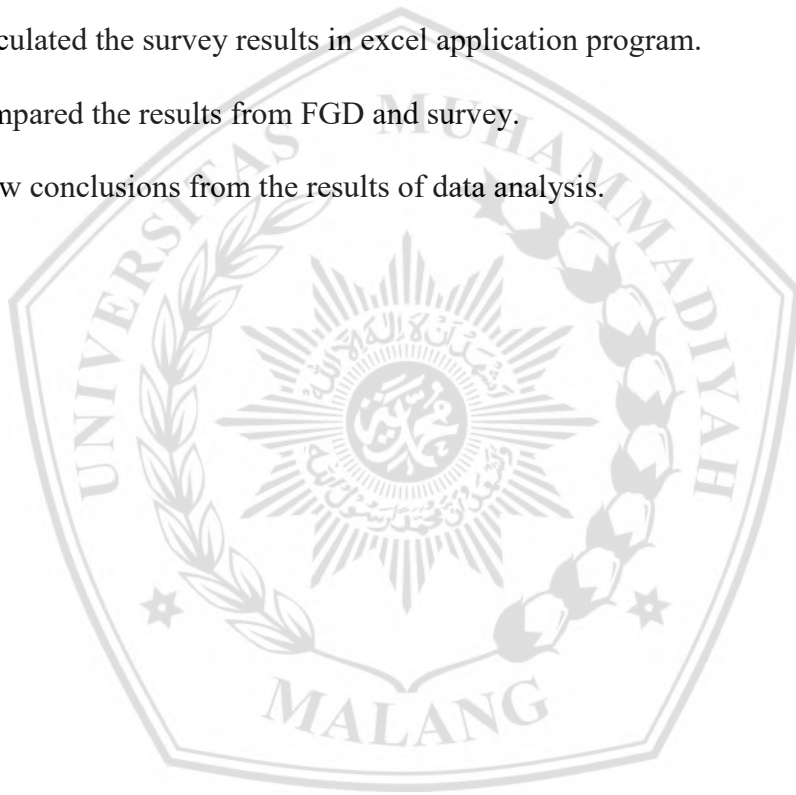 culated the survey results in excel application program.
mpared the results from FGD and survey.
w conclusions from the results of data analysis.
UNIVERSITAS MUHAMMADIYAH
MALANG